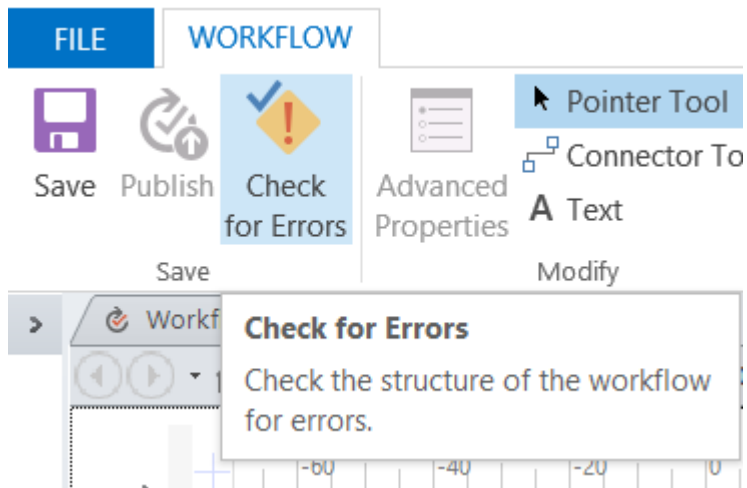 FILE WORKFLOW
Pointer Tool
Connector To
Save Publish Check Advanced
for Errors Properties A Text
Save Modify
Workf
Check for Errors
Check the structure of the workflow
for errors.
-60 -40 -20 0